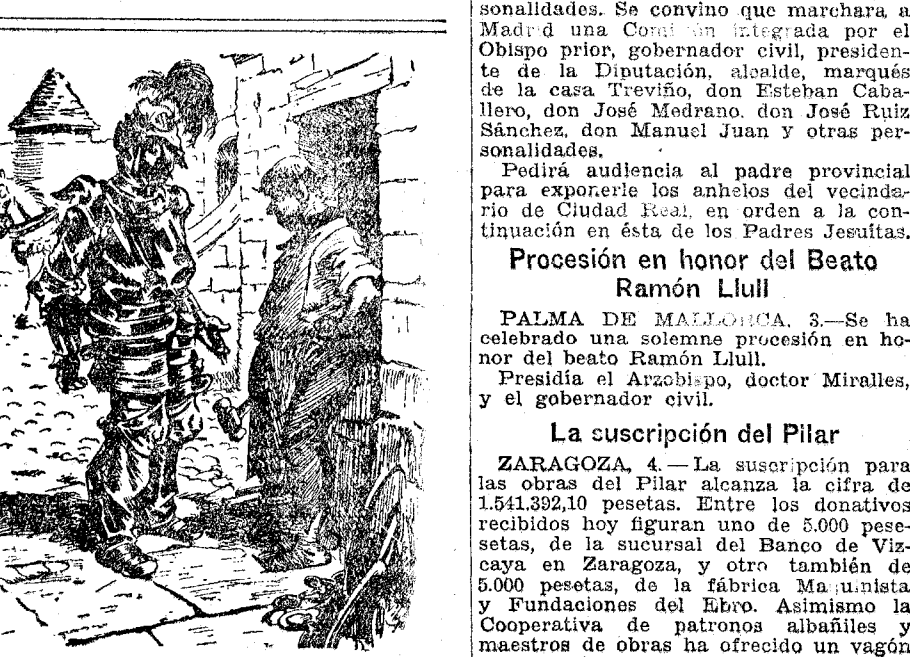 sonalidades. Se convino que marchara a
Madrid una Comisión integrada por el
Obispo prior, gobernador civil, presiden-
te de la Diputación, alcalde, marqués
de la casa Treviño, don Esteban Caba-
llero, don José Medrano. don José Ruiz
Sánchez, don Manuel Juan y otras per-
sonalidades.
Pedirá audiencia al padre provincial
para exponerle los anhelos del vecinda-
rio de Ciudad Real, en orden a la con-
tinuación en ésta de los Padres Jesuítas.
Procesión en honor del Beato
Ramón Llull
PALMA DE MALLORCA, 3.—Se ha
celebrado una solemne procesión en ho-
nor del beato Ramón Llull.
Presidía el Arzobispo, doctor Miralles,
y el gobernador civil.
La suscripción del Pilar
ZARAGOZA, 4.—La suscripción para
las obras del Pilar alcanza la cifra de
1.541.392,10 pesetas. Entre los donativos
recibidos hoy figuran uno de 5.000 pese-
setas, de la sucursal del Banco de Viz-
caya en Zaragoza, y otro también de
5.000 pesetas, de la fábrica Maquinista
y Fundaciones del Ebro. Asimismo la
Cooperativa de patronos albañiles y
maestros de obras ha ofrecido un vagón